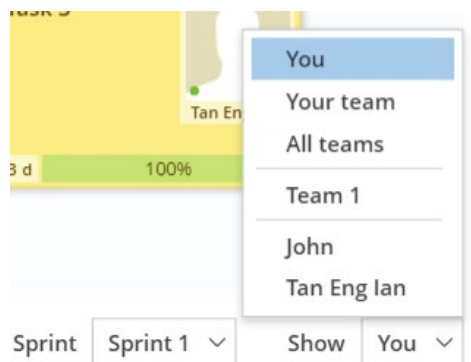 You
Your team
Tan En
All teams
3 d
100%
Team 1
John
Tan Eng Ian
Sprint
Sprint 1
Show
You